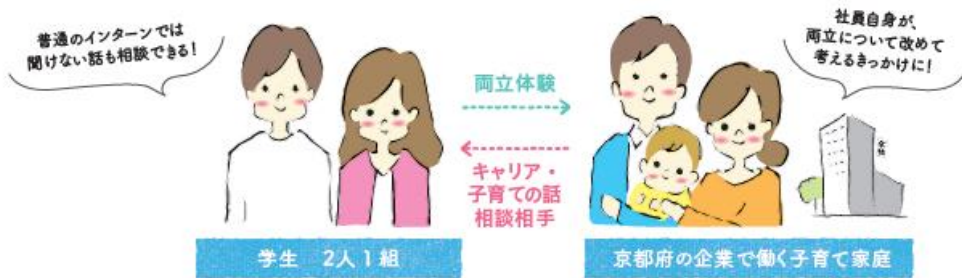 普通のインターンでは
聞けない話も相談できる!
社員自身が、
両立について改めて
考えるきっかけに!
両立体験
キャリア・
子育ての話
相談相手
学生 2人1組
京都府の企業で働く子育て家庭